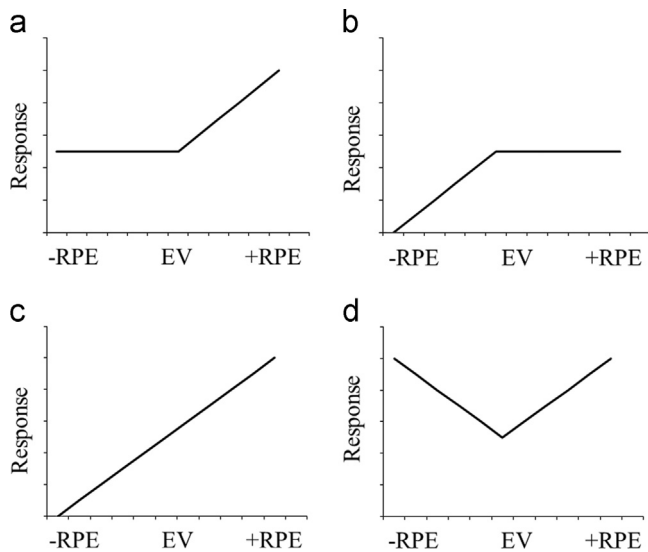 a
Response
-RPE EV +RPE
b
Response
-RPE EV +RPE
c
Response
-RPE EV +RPE
d
Response
-RPE EV +RPE